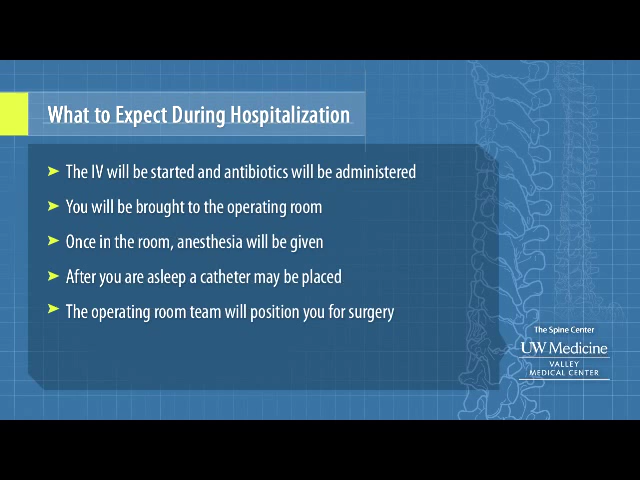 What to Expect During Hospitalization
The IV will be started and antibiotics will be administered
You will be brought to the operating room
Once in the room, anesthesia will be given
After you are asleep a catheter may be placed
The operating room team will position you for surgery
The Spine Center
UW Medicine
VALLEY
MEDICAL CENTER